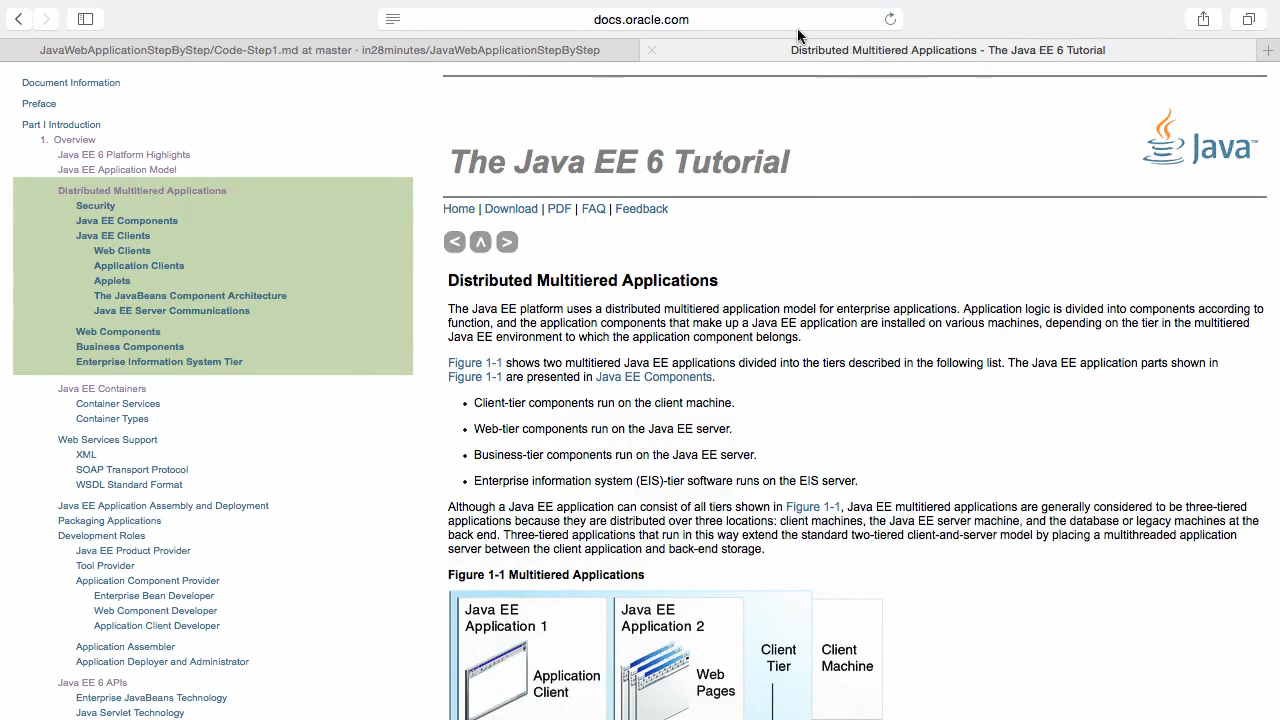 docs.oracle.com
JavaWebApplicationStepByStep/Code-Step1.md at master · in28minutes/JavaWebApplicationStepByStep
Distributed Multitiered Applications - The Java EE 6 Tutorial
Document Information
Preface
Part I Introduction
1. Overview
Java EE 6 Platform Highlights
Java EE Application Model
Distributed Multitiered Applications
Security
Java EE Components
Java EE Clients
Web Clients
Application Clients
Applets
The JavaBeans Component Architecture
Java EE Server Communications
Web Components
Business Components
Enterprise Information System Tier
Java EE Containers
Container Services
Container Types
Web Services Support
XML
SOAP Transport Protocol
WSDL Standard Format
Java EE Application Assembly and Deployment
Packaging Applications
Development Roles
Java EE Product Provider
Tool Provider
Application Component Provider
Enterprise Bean Developer
Web Component Developer
Application Client Developer
Application Assembler
Application Deployer and Administrator
Java EE 6 APIs
Enterprise JavaBeans Technology
Java Servlet Technology
The Java EE 6 Tutorial
Java™
Home | Download | PDF | FAQ | Feedback
Distributed Multitiered Applications
The Java EE platform uses a distributed multitiered application model for enterprise applications. Application logic is divided into components according to
function, and the application components that make up a Java EE application are installed on various machines, depending on the tier in the multitiered
Java EE environment to which the application component belongs.
Figure 1-1 shows two multitiered Java EE applications divided into the tiers described in the following list. The Java EE application parts shown in
Figure 1-1 are presented in Java EE Components.
• Client-tier components run on the client machine.
• Web-tier components run on the Java EE server.
• Business-tier components run on the Java EE server.
• Enterprise information system (EIS)-tier software runs on the EIS server.
Although a Java EE application can consist of all tiers shown in Figure 1-1, Java EE multitiered applications are generally considered to be three-tiered
applications because they are distributed over three locations: client machines, the Java EE server machine, and the database or legacy machines at the
back end. Three-tiered applications that run in this way extend the standard two-tiered client-and-server model by placing a multithreaded application
server between the client application and back-end storage.
Figure 1-1 Multitiered Applications
Java EE
Application 1
Application
Client
Java EE
Application 2
Web
Pages
Client
Tier
Client
Machine